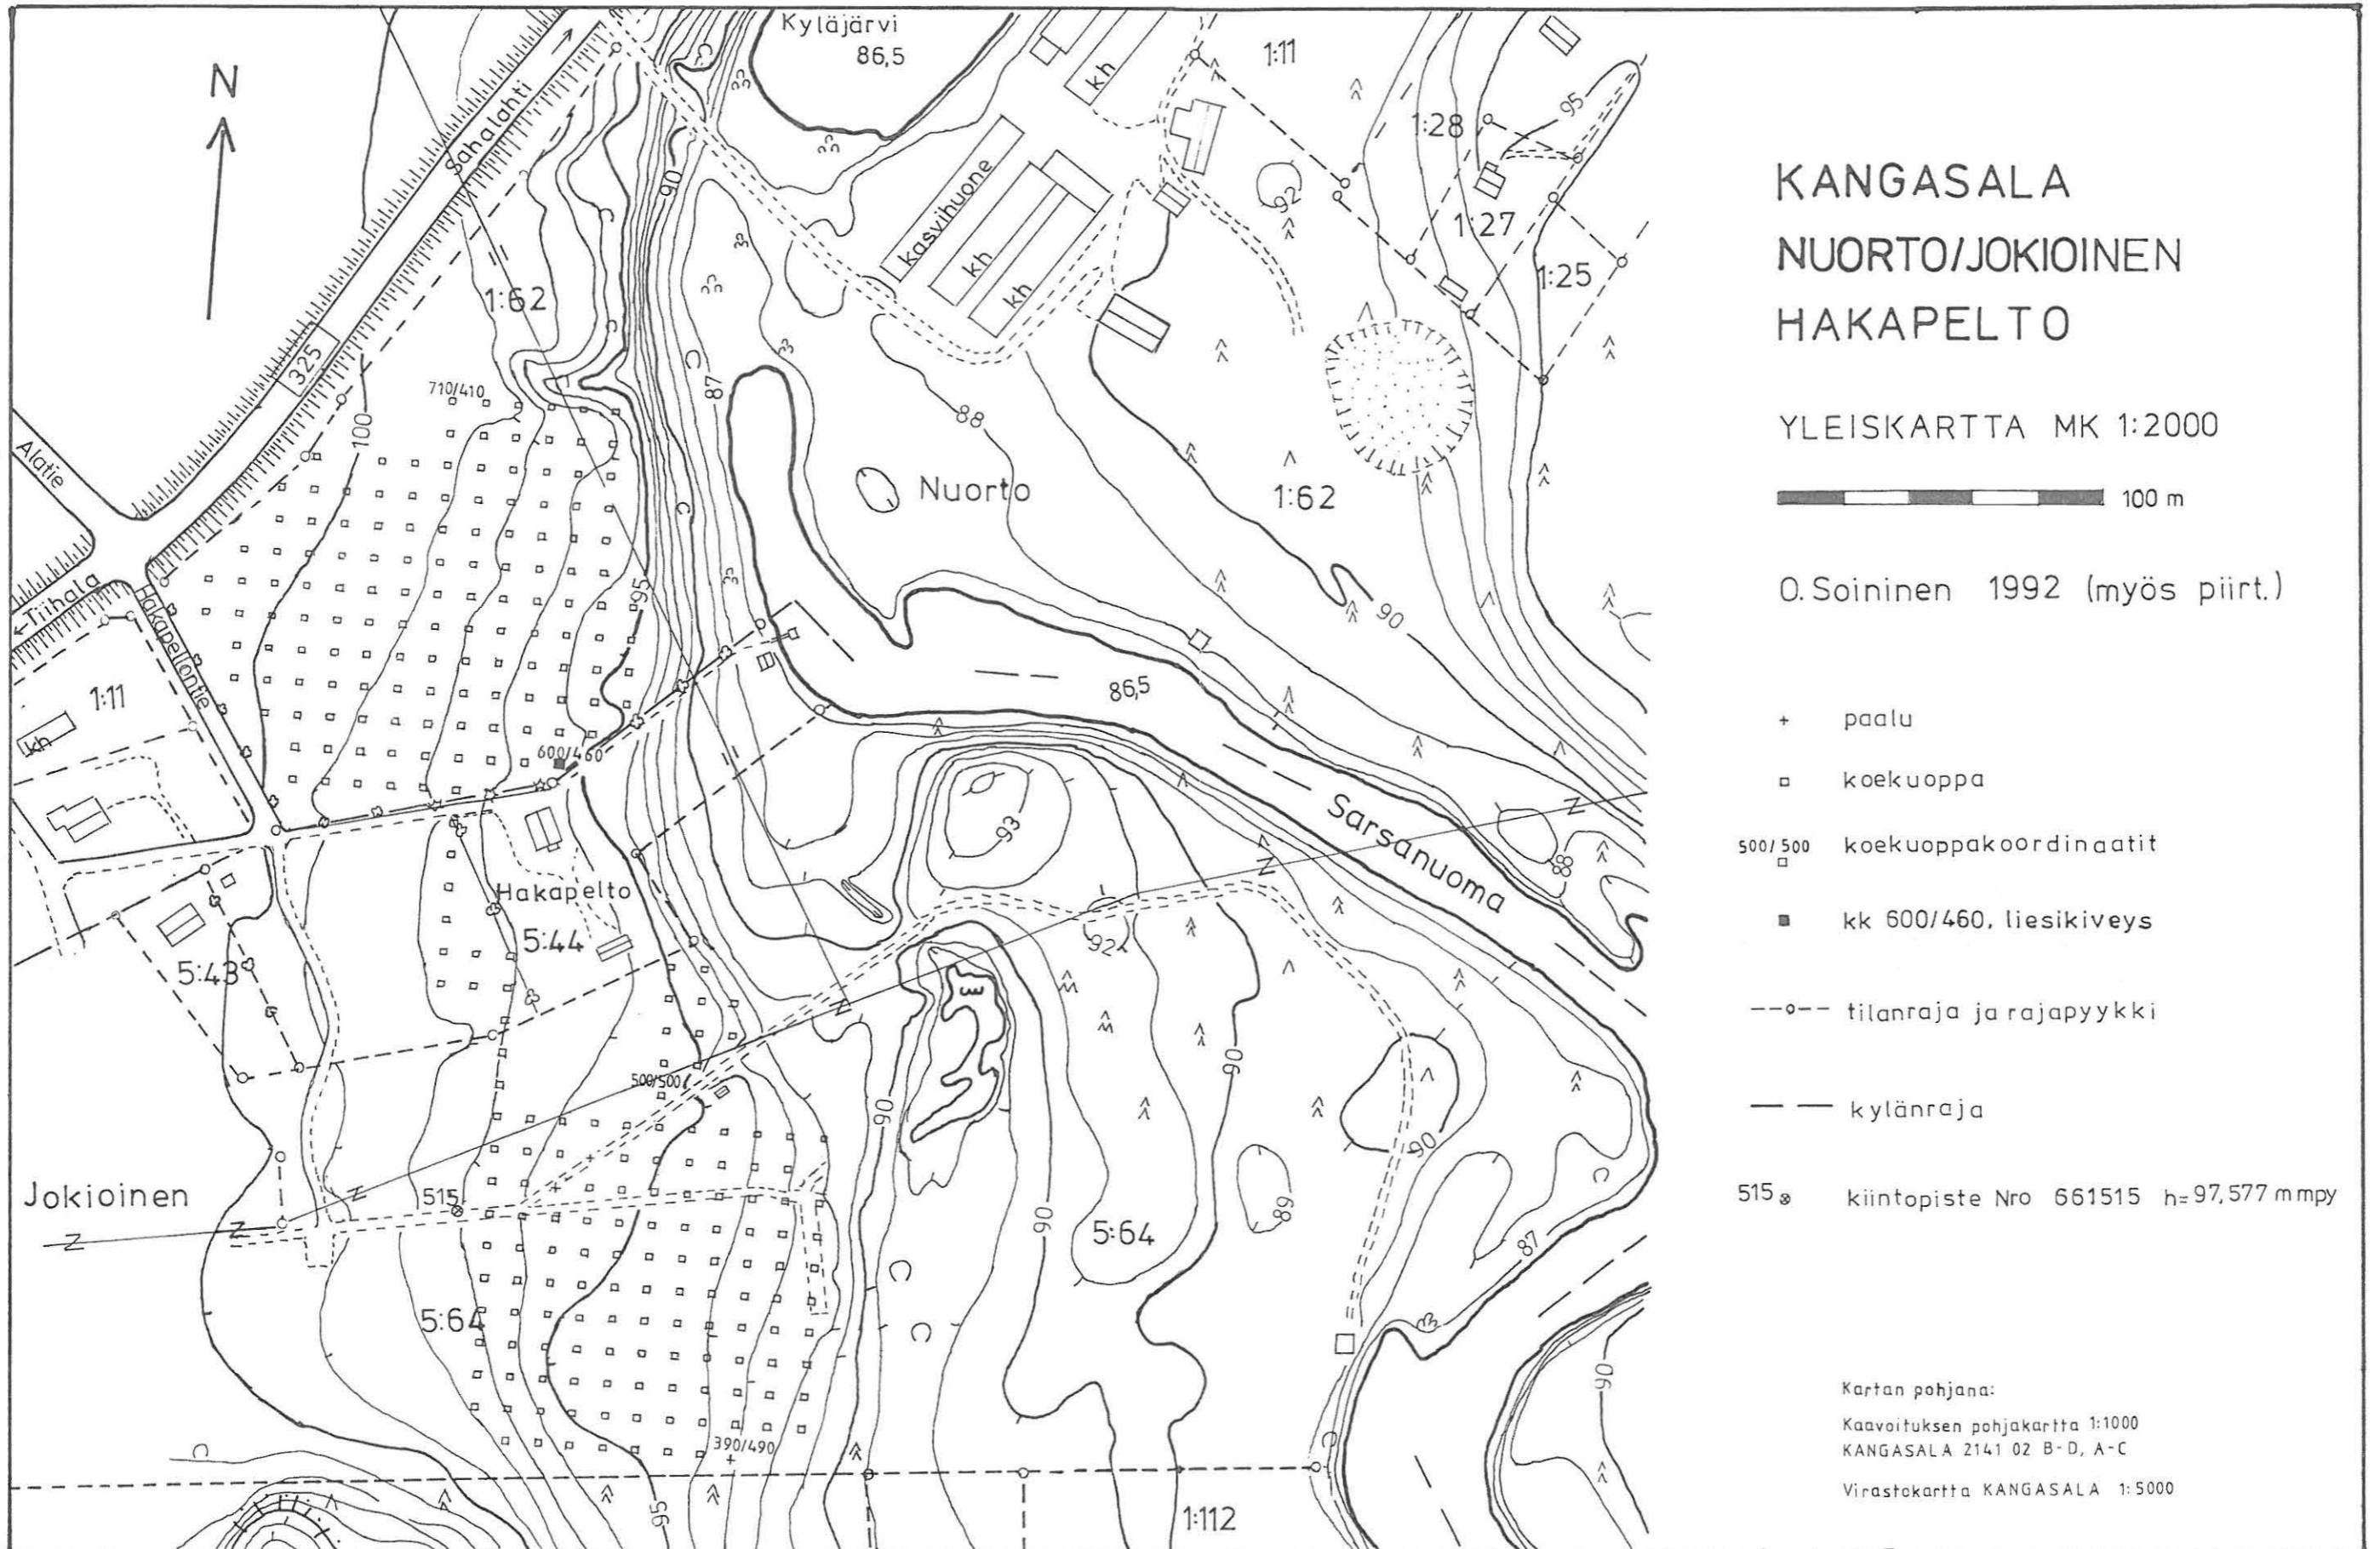 Kyläjärvi
86,5
1:11
kh
N
Sahalahti
90
kasvihuone
kh
kh
92
1:28
95
1:27
1:25
1:62
325
710/410
100
87
88
Alatie
Nuorto
1:62
←Tiihala
Hakapellontie
95
90
1:11
kh
86,5
600/460
93
Sarsanuoma
88
Hakapelto
5:44
5:43
92
500/500
90
90
90
Jokioinen
515
90
5:64
89
87
5:64
90
390/490
95
1:112
KANGASALA
NUORTO/JOKIOINEN
HAKAPELTO
YLEISKARTTA MK 1:2000
100 m
O. Soininen 1992 (myös piirt.)
+ paalu
koekuoppa
500/500 koekuoppakoordinaatit
kk 600/460, liesikiveys
tilanraja ja rajapyykki
kylänraja
515 kiintopiste Nro 661515 h=97,577 mmpy
Kartan pohjana:
Kaavoituksen pohjakartta 1:1000
KANGASALA 2141 02 B-D, A-C
Virastokartta KANGASALA 1:5000